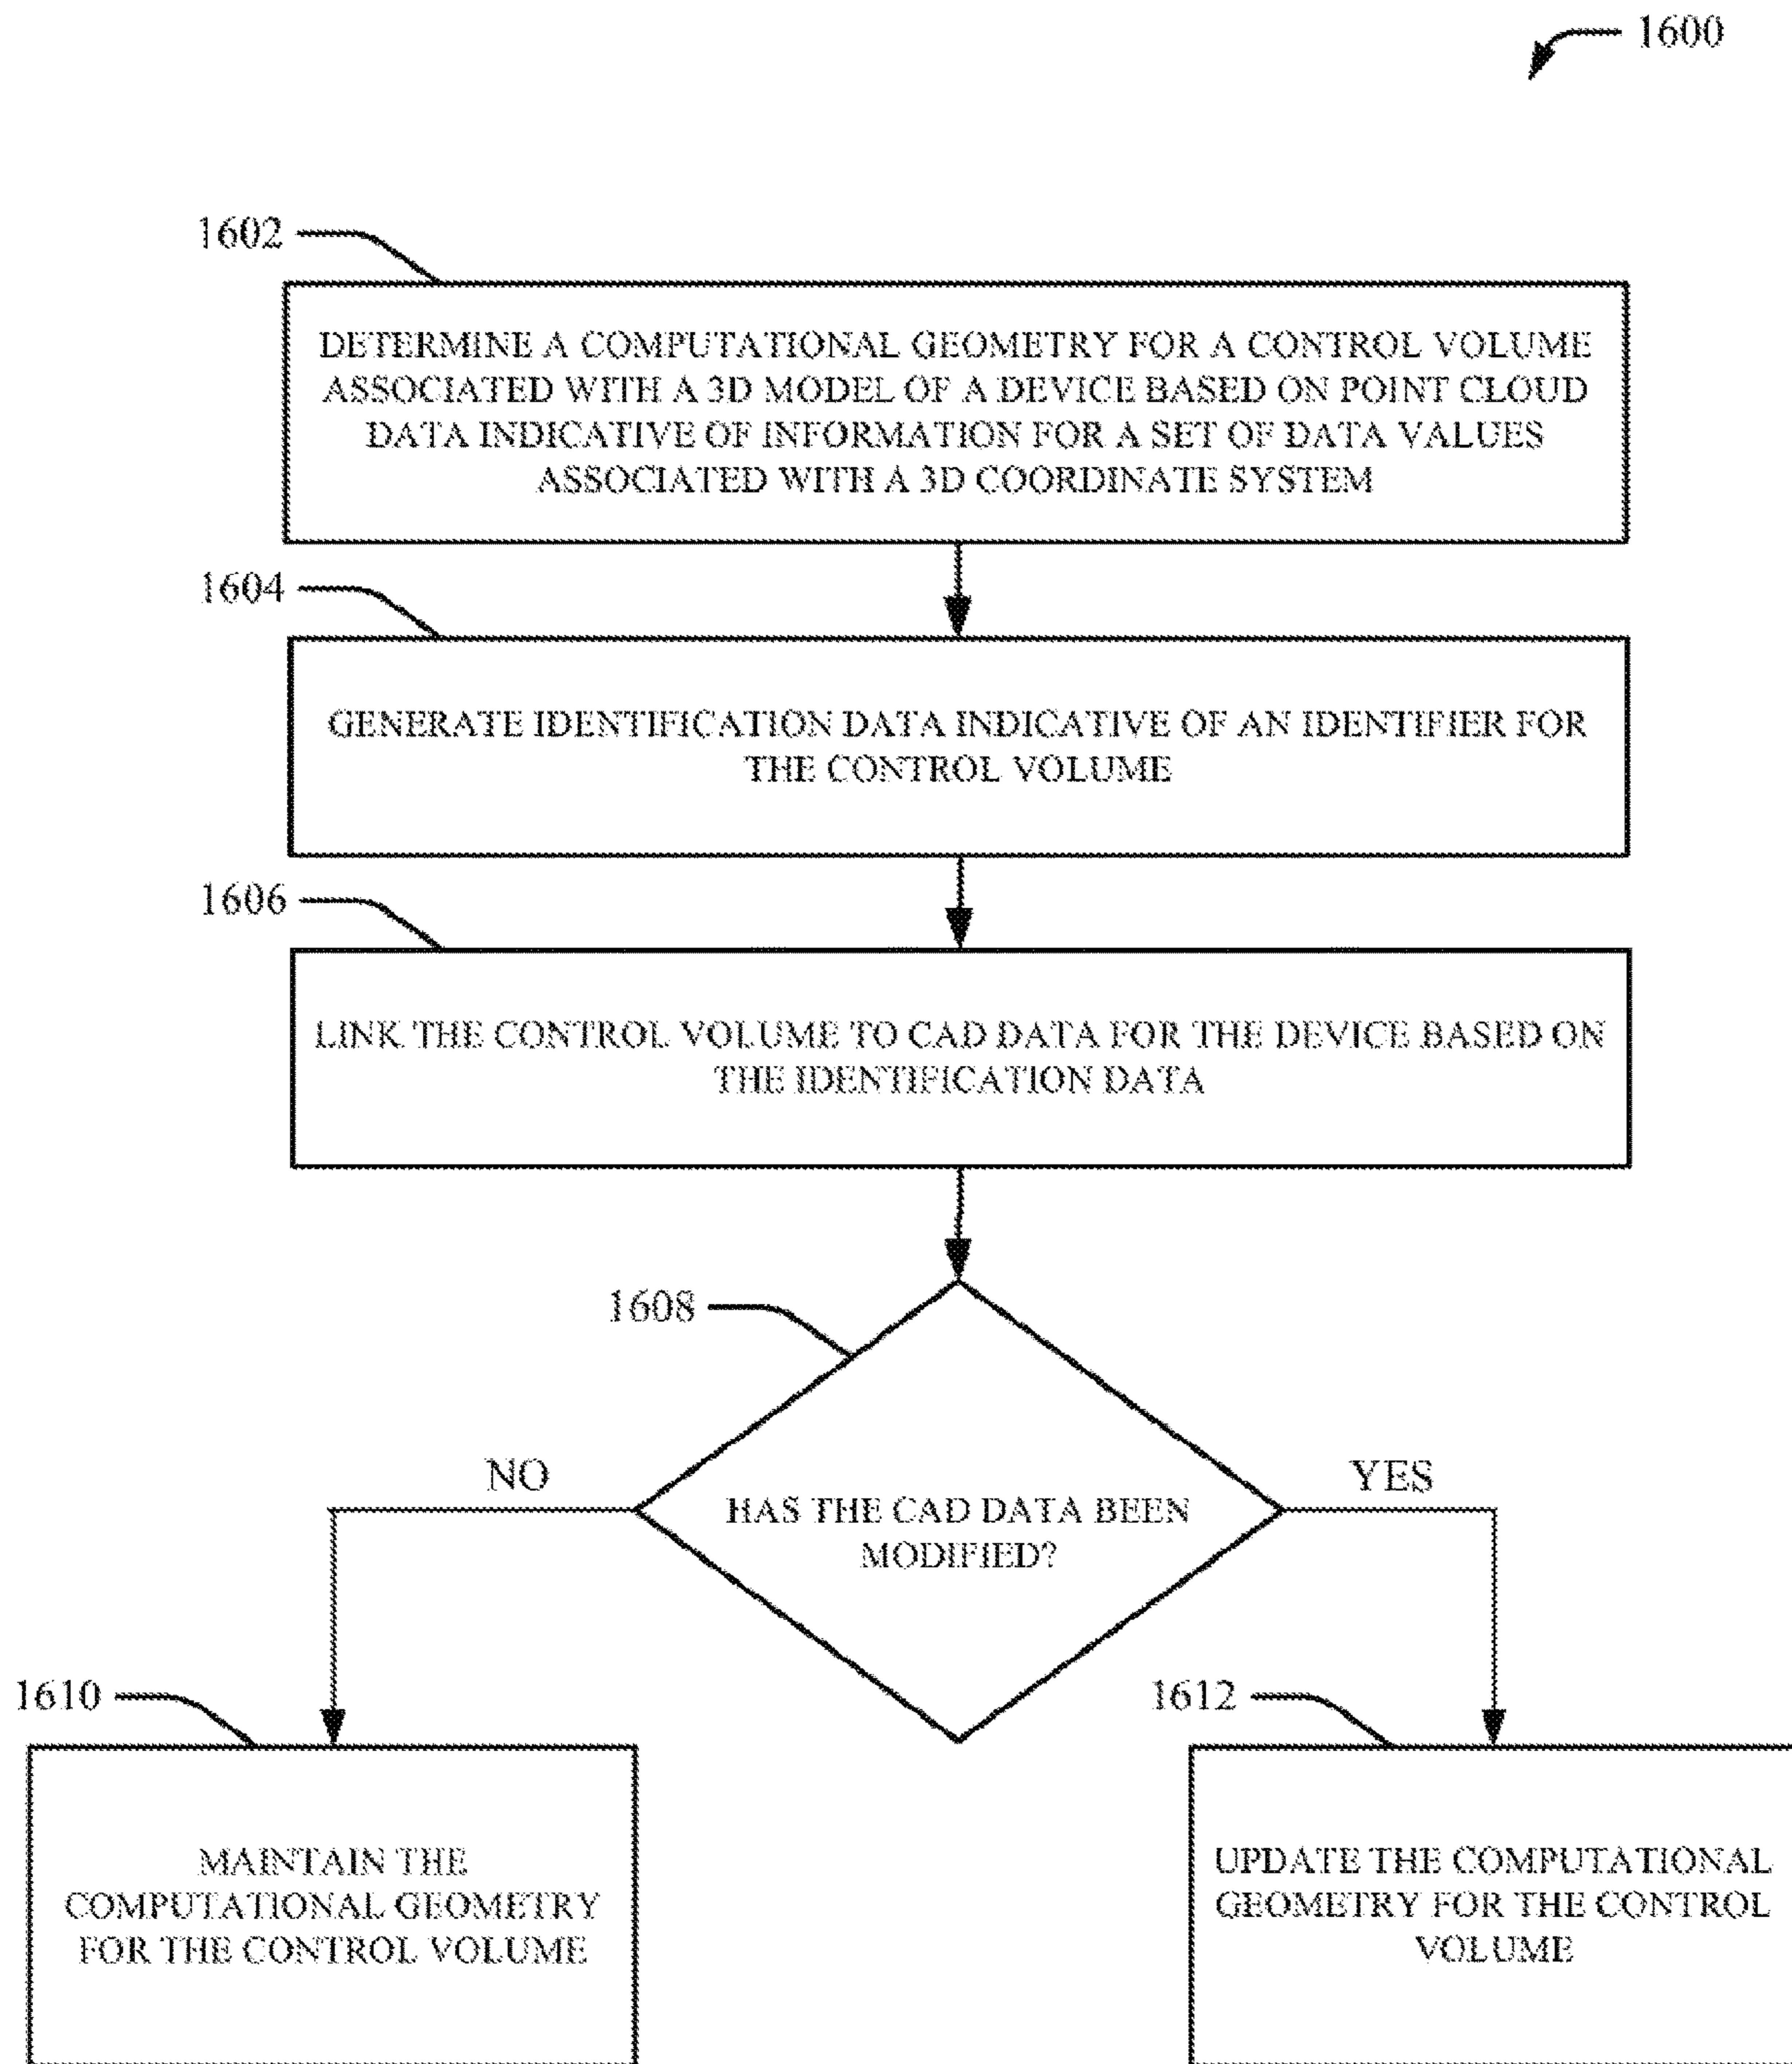 1600
1602
DETERMINE A COMPUTATIONAL GEOMETRY FOR A CONTROL VOLUME
ASSOCIATED WITH A 3D MODEL OF A DEVICE BASED ON POINT CLOUD
DATA INDICATIVE OF INFORMATION FOR A SET OF DATA VALUES
ASSOCIATED WITH A 3D COORDINATE SYSTEM
1604
GENERATE IDENTIFICATION DATA INDICATIVE OF AN IDENTIFIER FOR
THE CONTROL VOLUME
1606
LINK THE CONTROL VOLUME TO CAD DATA FOR THE DEVICE BASED ON
THE IDENTIFICATION DATA
1608
HAS THE CAD DATA BEEN
MODIFIED?
NO
YES
1610
MAINTAIN THE
COMPUTATIONAL GEOMETRY
FOR THE CONTROL VOLUME
1612
UPDATE THE COMPUTATIONAL
GEOMETRY FOR THE CONTROL
VOLUME